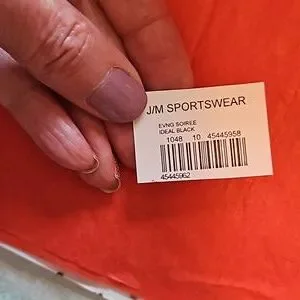 J/M SPORTSWEAR
EVNG SOIREE
IDEAL BLACK
1048 10 45445958
45445962